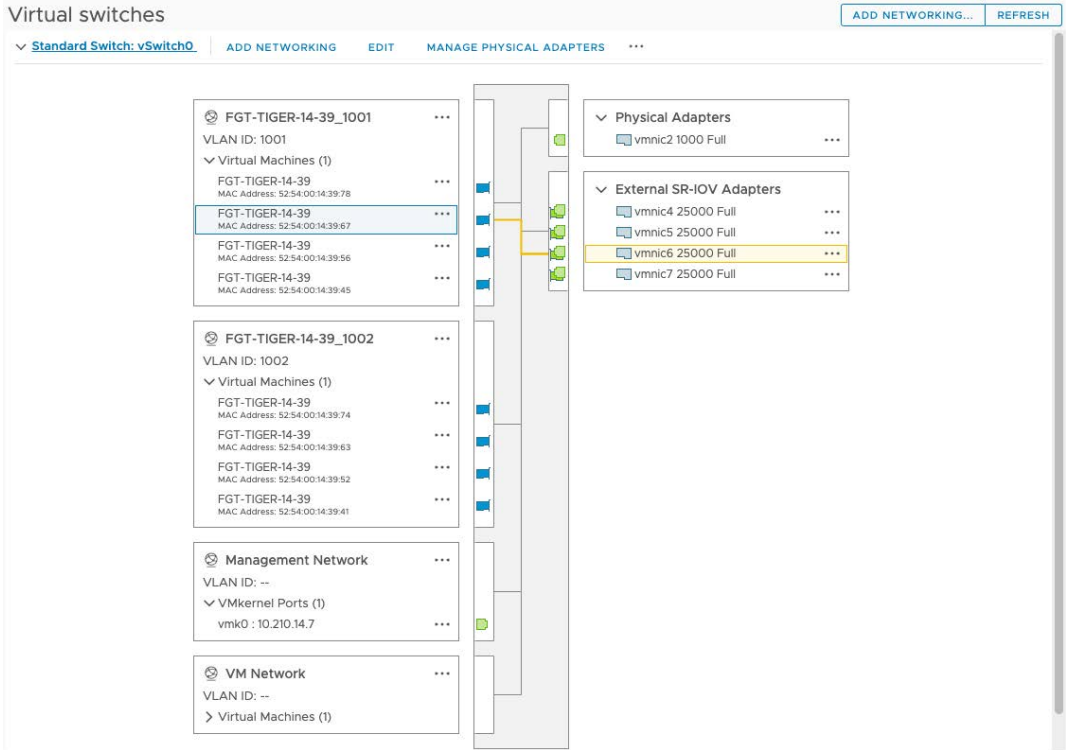 Virtual switches
ADD NETWORKING... REFRESH
Standard Switch: vSwitch0 ADD NETWORKING EDIT MANAGE PHYSICAL ADAPTERS ...
FGT-TIGER-14-39_1001 ...
VLAN ID: 1001
Virtual Machines (1)
FGT-TIGER-14-39 ...
MAC Address: 52:54:00:14:39:78
FGT-TIGER-14-39 ...
MAC Address: 52:54:00:14:39:67
FGT-TIGER-14-39 ...
MAC Address: 52:54:00:14:39:56
FGT-TIGER-14-39 ...
MAC Address: 52:54:00:14:39:45
FGT-TIGER-14-39_1002 ...
VLAN ID: 1002
Virtual Machines (1)
FGT-TIGER-14-39 ...
MAC Address: 52:54:00:14:39:74
FGT-TIGER-14-39 ...
MAC Address: 52:54:00:14:39:63
FGT-TIGER-14-39 ...
MAC Address: 52:54:00:14:39:52
FGT-TIGER-14-39 ...
MAC Address: 52:54:00:14:39:41
Management Network ...
VLAN ID: --
VMkernel Ports (1)
vmk0 : 10.210.14.7 ...
VM Network ...
VLAN ID: --
Virtual Machines (1)
Physical Adapters
vmnic2 1000 Full ...
External SR-IOV Adapters
vmnic4 25000 Full ...
vmnic5 25000 Full ...
vmnic6 25000 Full ...
vmnic7 25000 Full ...